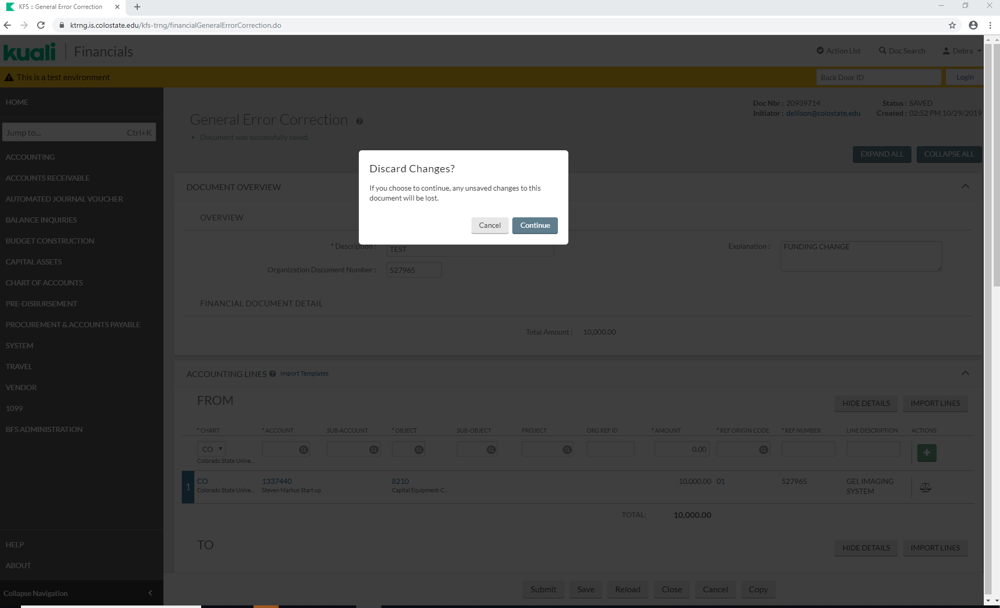 KFS :: General Error Correction
ktrng.is.colostate.edu/kfs-trng/financialGeneralErrorCorrection.do
kuali Financials
Action List Doc Search Debra
This is a test environment
Back Door ID Login
HOME
Jump to... Ctrl+K
ACCOUNTING
ACCOUNTS RECEIVABLE
AUTOMATED JOURNAL VOUCHER
BALANCE INQUIRIES
BUDGET CONSTRUCTION
CAPITAL ASSETS
CHART OF ACCOUNTS
PRE-DISBURSEMENT
PROCUREMENT & ACCOUNTS PAYABLE
SYSTEM
TRAVEL
VENDOR
1099
BFS ADMINISTRATION
HELP
ABOUT
Collapse Navigation
Doc Nbr : 20939714 Status : SAVED
Initiator : dellison@colostate.edu Created : 02:52 PM 10/29/2019
General Error Correction
Document was successfully saved.
EXPAND ALL COLLAPSE ALL
Discard Changes?
If you choose to continue, any unsaved changes to this
document will be lost.
Cancel Continue
DOCUMENT OVERVIEW
OVERVIEW
* Description : TEST Explanation : FUNDING CHANGE
Organization Document Number : 527965
FINANCIAL DOCUMENT DETAIL
Total Amount : 10,000.00
ACCOUNTING LINES Import Templates
FROM
HIDE DETAILS IMPORT LINES
* CHART * ACCOUNT SUB-ACCOUNT * OBJECT SUB-OBJECT PROJECT ORG REF ID * AMOUNT * REF ORIGIN CODE * REF NUMBER LINE DESCRIPTION ACTIONS
CO 0.00
Colorado State Unive...
1 CO 1337440 8210 10,000.00 01 527965 GEL IMAGING
Colorado State Unive... Steven Markus Start up Capital Equipment-C... SYSTEM
TOTAL: 10,000.00
TO
HIDE DETAILS IMPORT LINES
Submit Save Reload Close Cancel Copy